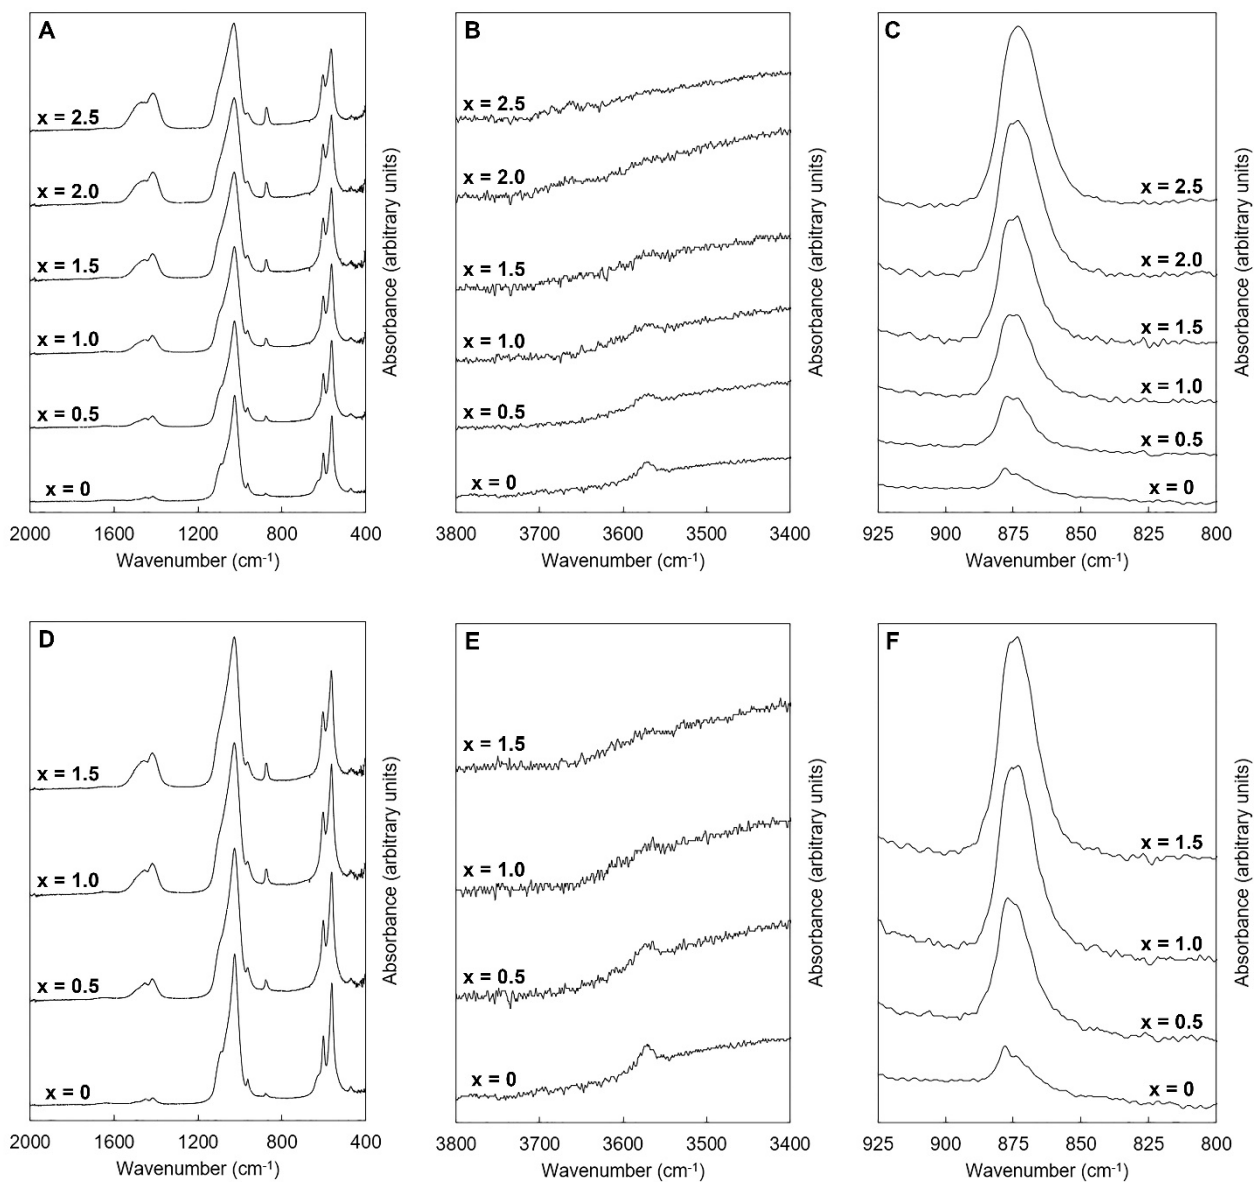 A
x = 2.5
x = 2.0
x = 1.5
x = 1.0
x = 0.5
x = 0
2000 1600 1200 800 400
Wavenumber (cm⁻¹)
Absorbance (arbitrary units)
B
x = 2.5
x = 2.0
x = 1.5
x = 1.0
x = 0.5
x = 0
3800 3700 3600 3500 3400
Wavenumber (cm⁻¹)
Absorbance (arbitrary units)
C
x = 2.5
x = 2.0
x = 1.5
x = 1.0
x = 0.5
x = 0
925 900 875 850 825 800
Wavenumber (cm⁻¹)
Absorbance (arbitrary units)
D
x = 1.5
x = 1.0
x = 0.5
x = 0
2000 1600 1200 800 400
Wavenumber (cm⁻¹)
Absorbance (arbitrary units)
E
x = 1.5
x = 1.0
x = 0.5
x = 0
3800 3700 3600 3500 3400
Wavenumber (cm⁻¹)
Absorbance (arbitrary units)
F
x = 1.5
x = 1.0
x = 0.5
x = 0
925 900 875 850 825 800
Wavenumber (cm⁻¹)
Absorbance (arbitrary units)